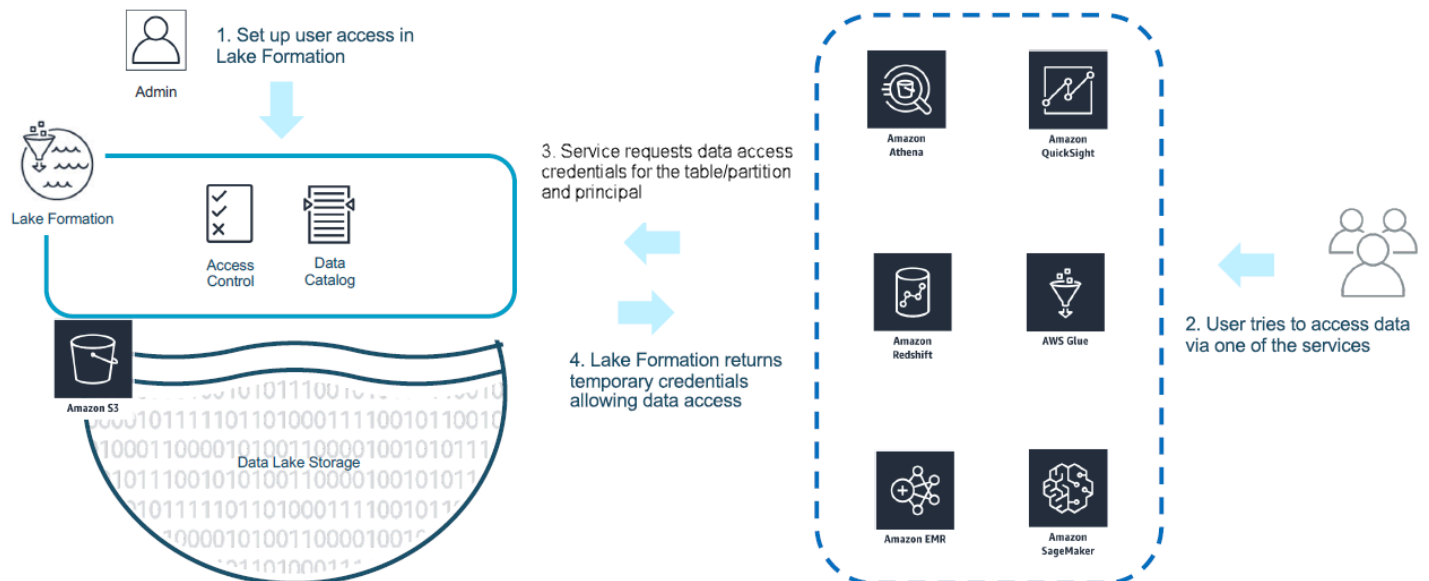 1. Set up user access in
Lake Formation
Admin
Lake Formation
Access
Control
Data
Catalog
Amazon S3
Data Lake Storage
3. Service requests data access
credentials for the table/partition
and principal
4. Lake Formation returns
temporary credentials
allowing data access
Amazon
Athena
Amazon
QuickSight
Amazon
Redshift
AWS Glue
Amazon EMR
Amazon
SageMaker
2. User tries to access data
via one of the services